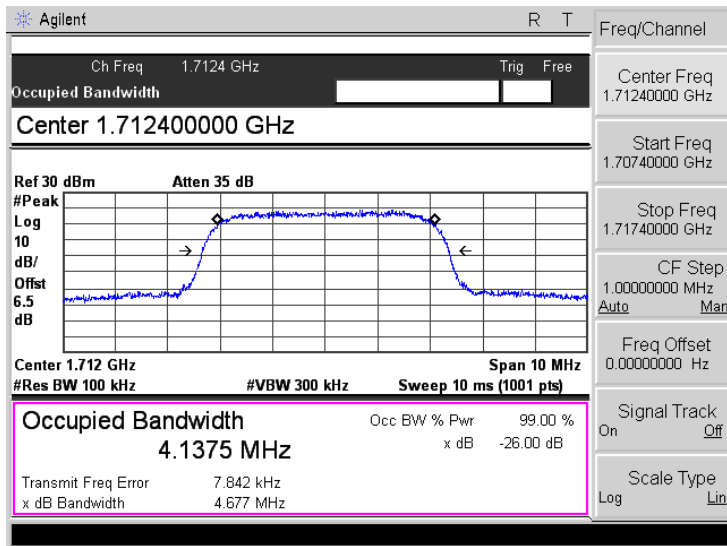 Agilent R T
Ch Freq 1.7124 GHz Trig Free
Occupied Bandwidth
Center 1.712400000 GHz
Ref 30 dBm Atten 35 dB
#Peak
Log
10
dB/
Offst
6.5
dB
Center 1.712 GHz Span 10 MHz
#Res BW 100 kHz #VBW 300 kHz Sweep 10 ms (1001 pts)
Occupied Bandwidth
4.1375 MHz
Occ BW % Pwr 99.00 %
x dB -26.00 dB
Transmit Freq Error 7.842 kHz
x dB Bandwidth 4.677 MHz
Freq/Channel
Center Freq
1.71240000 GHz
Start Freq
1.70740000 GHz
Stop Freq
1.71740000 GHz
CF Step
1.00000000 MHz
Auto Man
Freq Offset
0.00000000 Hz
Signal Track
On Off
Scale Type
Log Lin